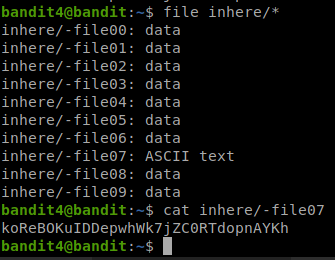 bandit4@bandit:~$ file inhere/*
inhere/-file00: data
inhere/-file01: data
inhere/-file02: data
inhere/-file03: data
inhere/-file04: data
inhere/-file05: data
inhere/-file06: data
inhere/-file07: ASCII text
inhere/-file08: data
inhere/-file09: data
bandit4@bandit:~$ cat inhere/-file07
koReBOKuIDDepwhWk7jZC0RTdopnAYKh
bandit4@bandit:~$